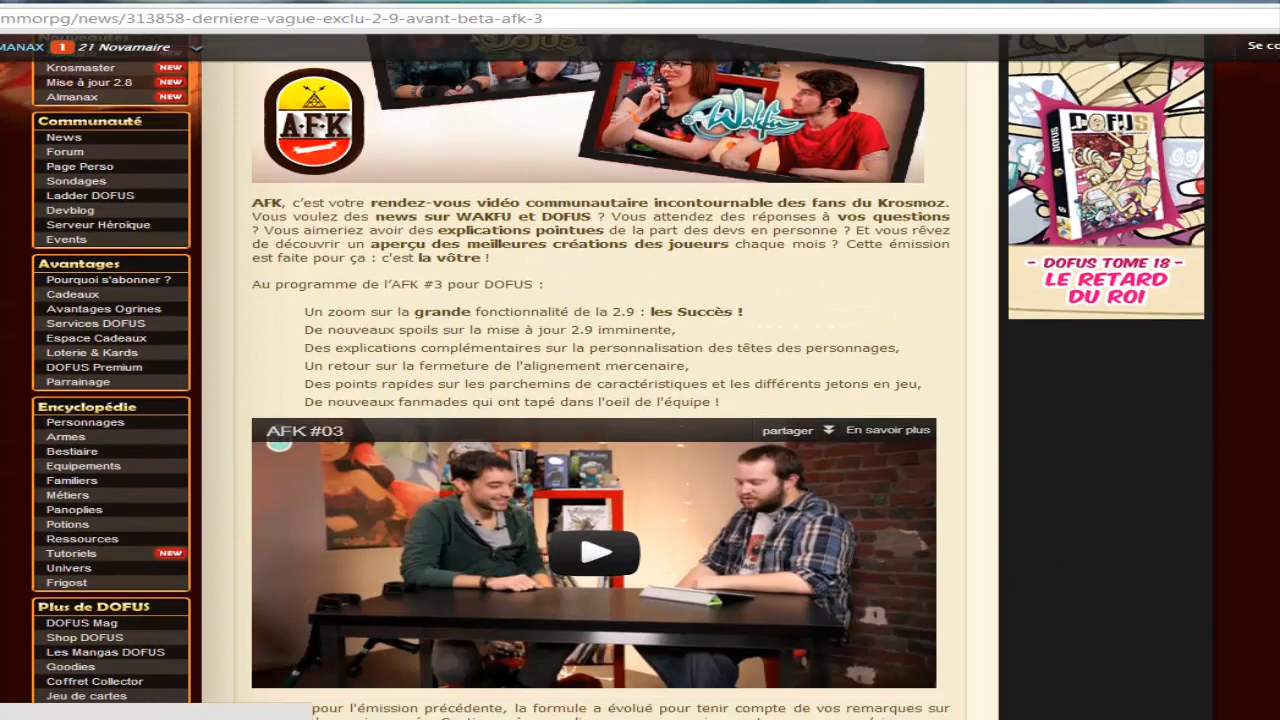 mmorpg/news/313858-derniere-vague-exclu-2-9-avant-beta-afk-3
MANAX 1 21 Novamaire
Se co
Krosmaster NEW
Mise à jour 2.8 NEW
Almanax NEW
Communauté
News
Forum
Page Perso
Sondages
Ladder DOFUS
Devblog
Serveur Héroïque
Events
Avantages
Pourquoi s'abonner ?
Cadeaux
Avantages Ogrines
Services DOFUS
Espace Cadeaux
Loterie & Kards
DOFUS Premium
Parrainage
Encyclopédie
Personnages
Armes
Bestiaire
Equipements
Familiers
Métiers
Panoplies
Potions
Ressources
Tutoriels NEW
Univers
Frigost
Plus de DOFUS
DOFUS Mag
Shop DOFUS
Les Mangas DOFUS
Goodies
Coffret Collector
Jeu de cartes
A.F.K
Wakfu
AFK, c'est votre rendez-vous vidéo communautaire incontournable des fans du Krosmoz.
Vous voulez des news sur WAKFU et DOFUS ? Vous attendez des réponses à vos questions
? Vous aimeriez avoir des explications pointues de la part des devs en personne ? Et vous rêvez
de découvrir un aperçu des meilleures créations des joueurs chaque mois ? Cette émission
est faite pour ça : c'est la vôtre !
Au programme de l'AFK #3 pour DOFUS :
Un zoom sur la grande fonctionnalité de la 2.9 : les Succès !
De nouveaux spoils sur la mise à jour 2.9 imminente,
Des explications complémentaires sur la personnalisation des têtes des personnages,
Un retour sur la fermeture de l'alignement mercenaire,
Des points rapides sur les parchemins de caractéristiques et les différents jetons en jeu,
De nouveaux fanmades qui ont tapé dans l'oeil de l'équipe !
AFK #03
partager
En savoir plus
pour l'émission précédente, la formule a évolué pour tenir compte de vos remarques sur
DOFUS
DOFUS
- DOFUS TOME 18 -
LE RETARD
DU ROI